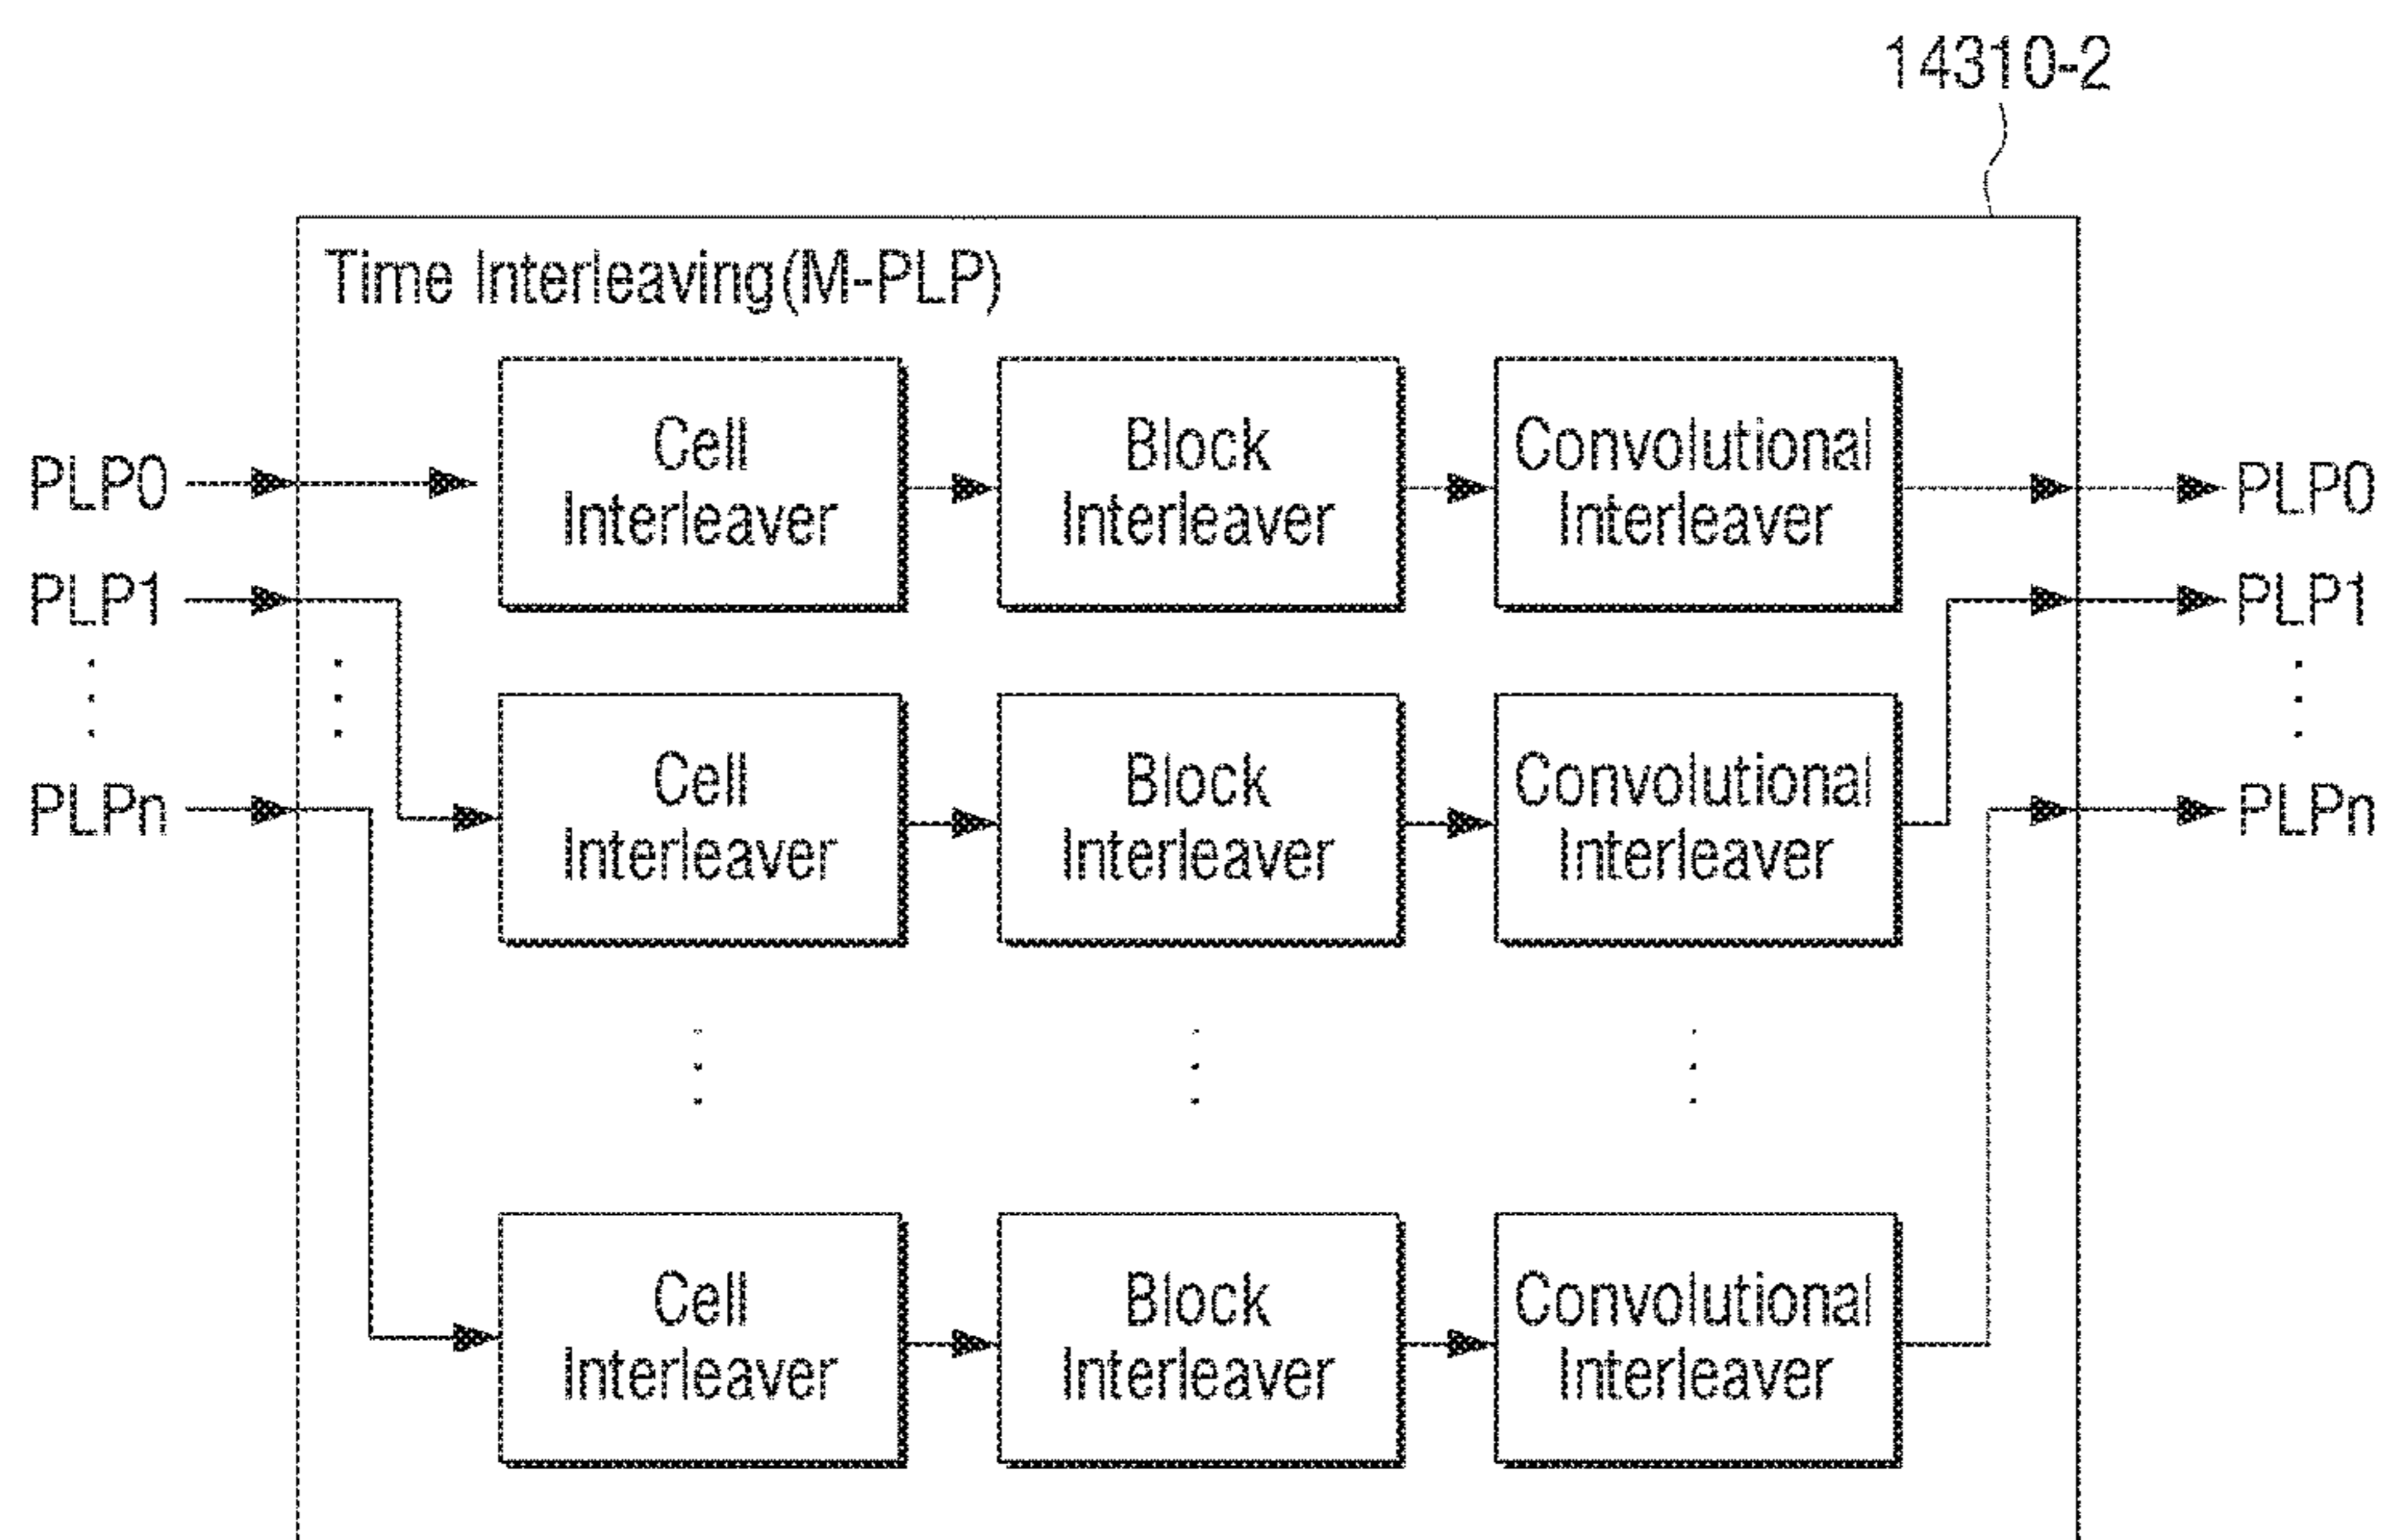 14310-2
Time Interleaving(M-PLP)
Cell
Interleaver
Block
Interleaver
Convolutional
Interleaver
PLP0
PLP0
PLP1
PLP1
Cell
Interleaver
Block
Interleaver
Convolutional
Interleaver
PLPn
PLPn
Cell
Interleaver
Block
Interleaver
Convolutional
Interleaver